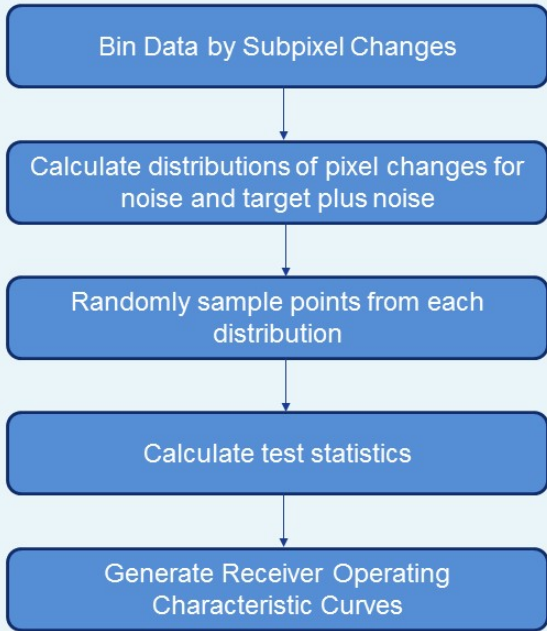 Bin Data by Subpixel Changes
Calculate distributions of pixel changes for
noise and target plus noise
Randomly sample points from each
distribution
Calculate test statistics
Generate Receiver Operating
Characteristic Curves